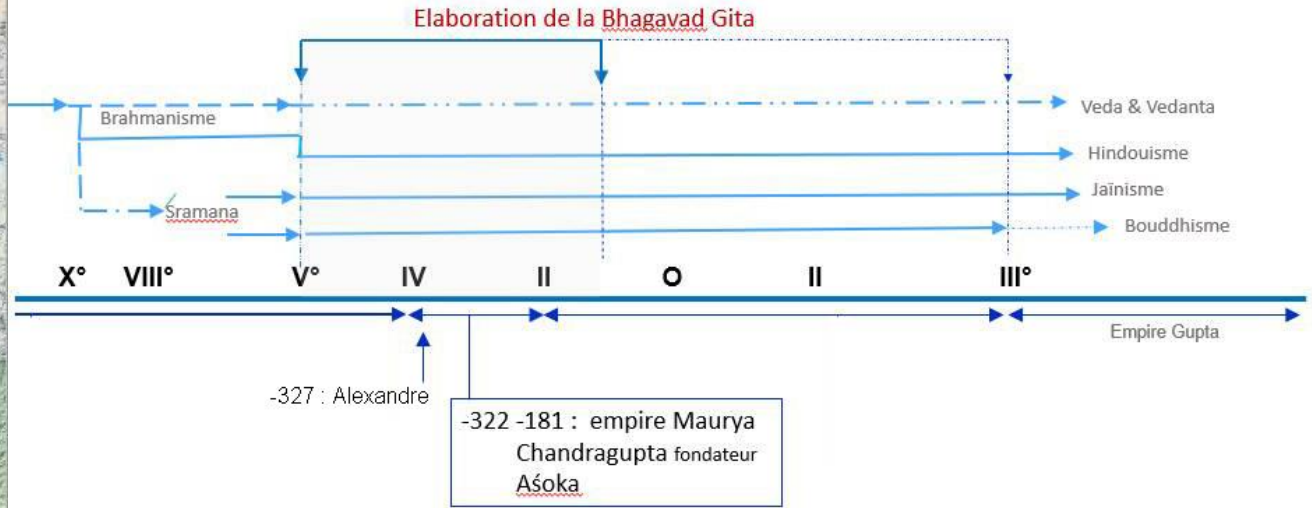 Elaboration de la Bhagavad Gita
Brahmanisme
Veda & Vedanta
Hindouisme
Jaïnisme
Śramana
Bouddhisme
X° VIII° V° IV II O II III°
Empire Gupta
-327 : Alexandre
-322 -181 : empire Maurya
Chandragupta fondateur
Aśoka